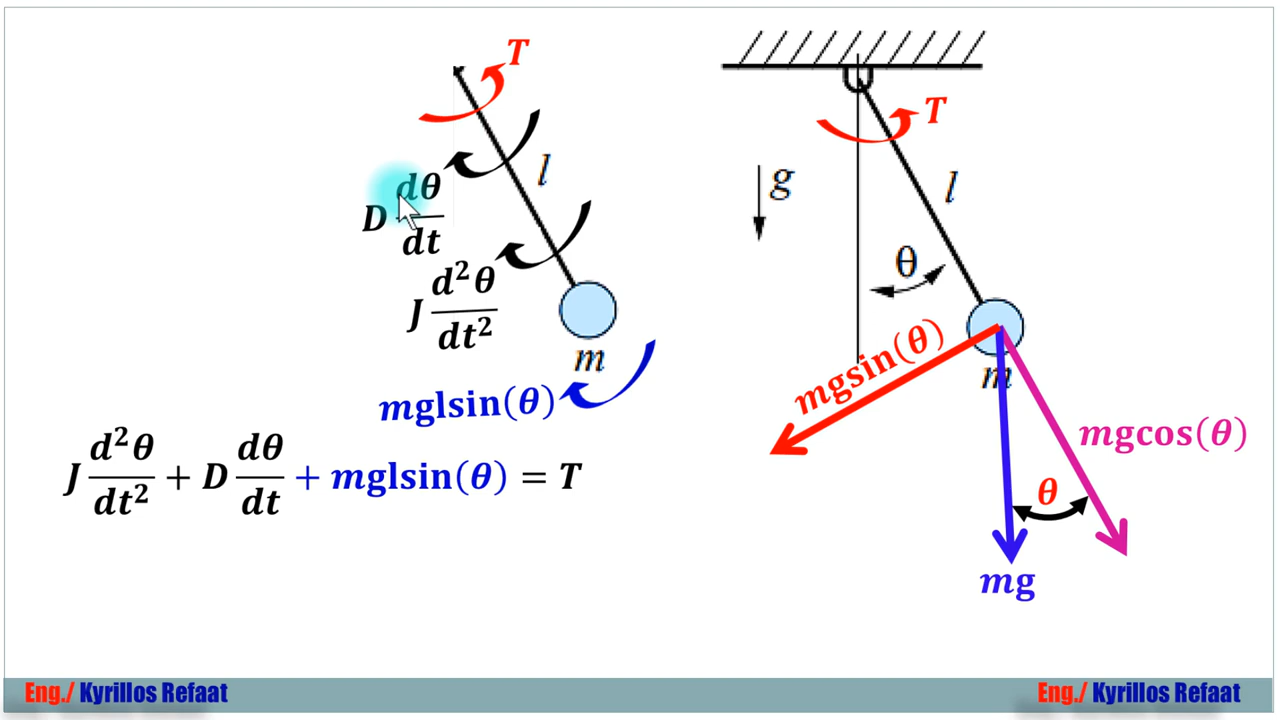 T
l
D dθ/dt
J d²θ/dt²
m
mglsin(θ)
J d²θ/dt² + D dθ/dt + mglsin(θ) = T
T
g
l
θ
mgsin(θ)
m
mgcos(θ)
θ
mg
Eng./ Kyrillos Refaat
Eng./ Kyrillos Refaat